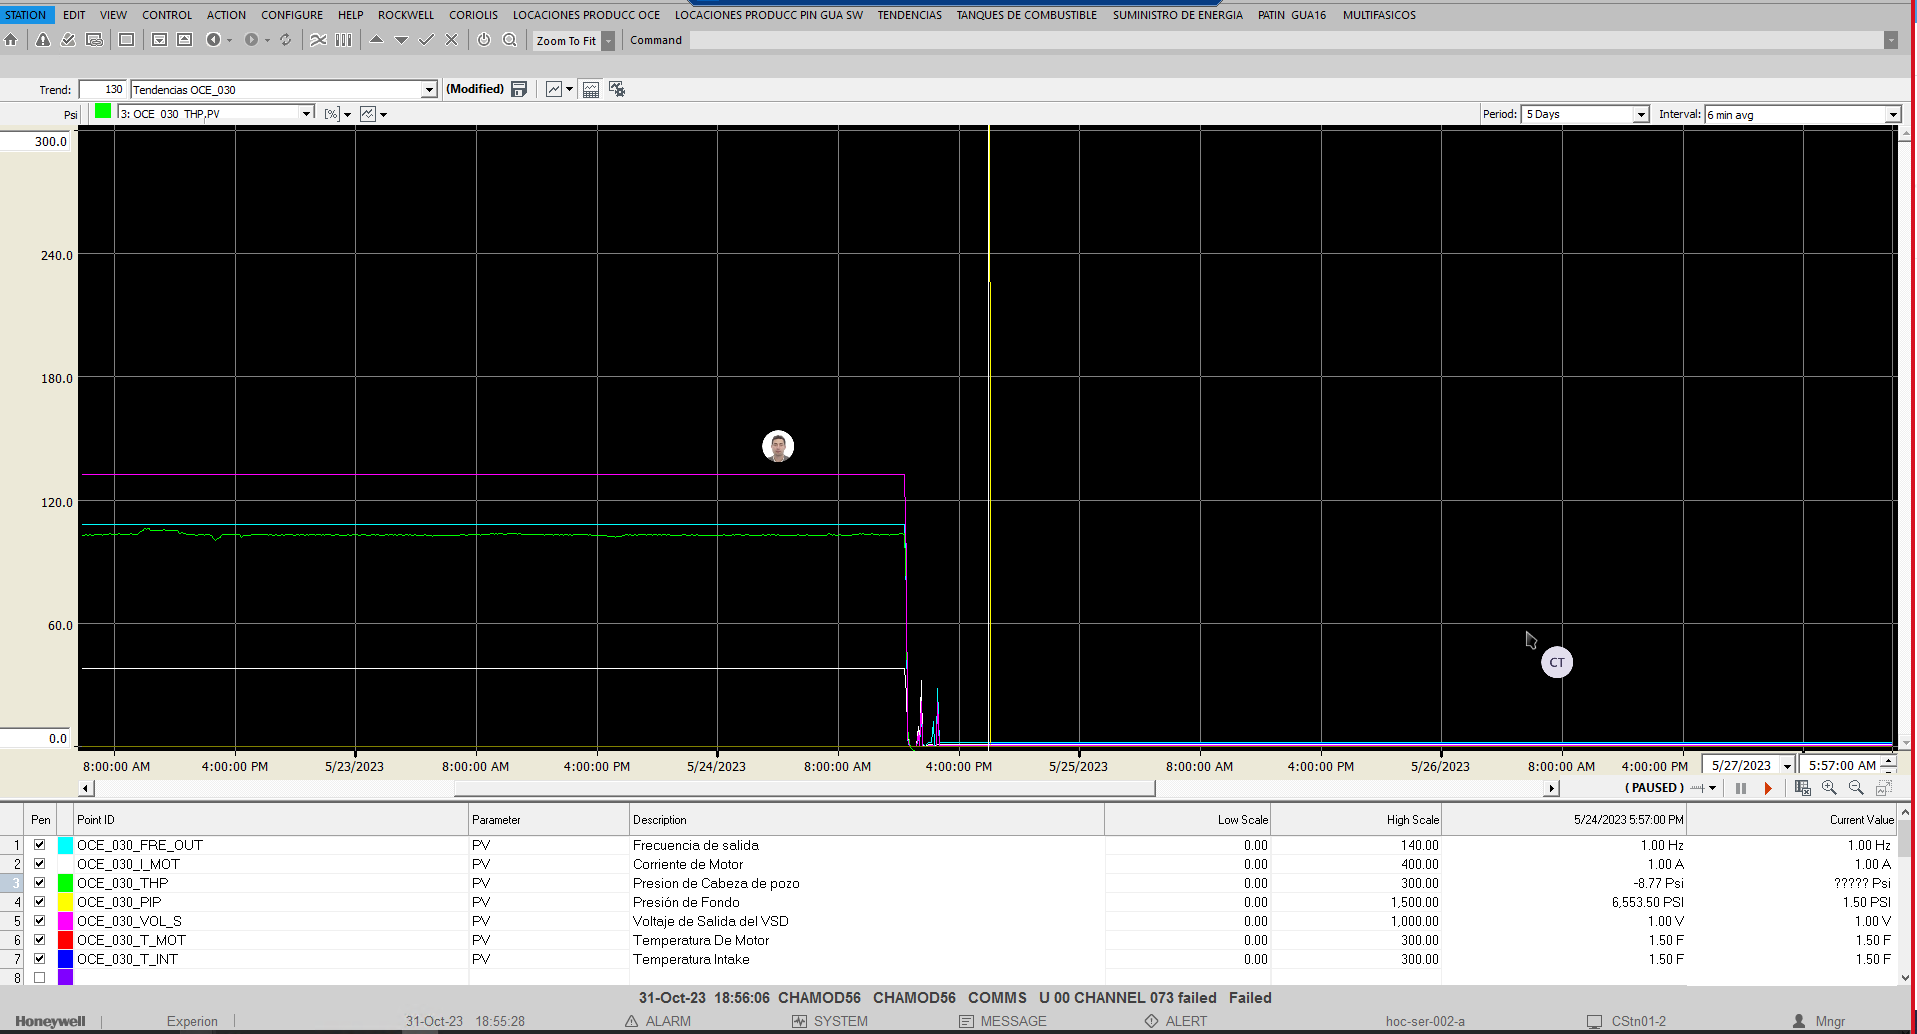 STATION EDIT VIEW CONTROL ACTION CONFIGURE HELP ROCKWELL CORIOLIS LOCACIONES PRODUCC OCE LOCACIONES PRODUCC PIN GUA SW TENDENCIAS TANQUES DE COMBUSTIBLE SUMINISTRO DE ENERGIA PATIN GUA16 MULTIFASICOS
Zoom To Fit Command
Trend: 130 Tendencias OCE_030 (Modified)
Psi 3: OCE_030_THP.PV [%] Period: 5 Days Interval: 6 min avg
300.0
240.0
180.0
120.0
60.0
CT
0.0
8:00:00 AM 4:00:00 PM 5/23/2023 8:00:00 AM 4:00:00 PM 5/24/2023 8:00:00 AM 4:00:00 PM 5/25/2023 8:00:00 AM 4:00:00 PM 5/26/2023 8:00:00 AM 4:00:00 PM 5/27/2023 5:57:00 AM
( PAUSED )
Pen Point ID Parameter Description Low Scale High Scale 5/24/2023 5:57:00 PM Current Value
1 OCE_030_FRE_OUT PV Frecuencia de salida 0.00 140.00 1.00 Hz 1.00 Hz
2 OCE_030_I_MOT PV Corriente de Motor 0.00 400.00 1.00 A 1.00 A
3 OCE_030_THP PV Presion de Cabeza de pozo 0.00 300.00 -8.77 Psi ????? Psi
4 OCE_030_PIP PV Presión de Fondo 0.00 1,500.00 6,553.50 PSI 1.50 PSI
5 OCE_030_VOL_S PV Voltaje de Salida del VSD 0.00 1,000.00 1.00 V 1.00 V
6 OCE_030_T_MOT PV Temperatura De Motor 0.00 300.00 1.50 F 1.50 F
7 OCE_030_T_INT PV Temperatura Intake 0.00 300.00 1.50 F 1.50 F
8
31-Oct-23 18:56:06 CHAMOD56 CHAMOD56 COMMS U 00 CHANNEL 073 failed Failed
Honeywell Experion 31-Oct-23 18:55:28 ALARM SYSTEM MESSAGE ALERT hoc-ser-002-a CStn01-2 Mngr